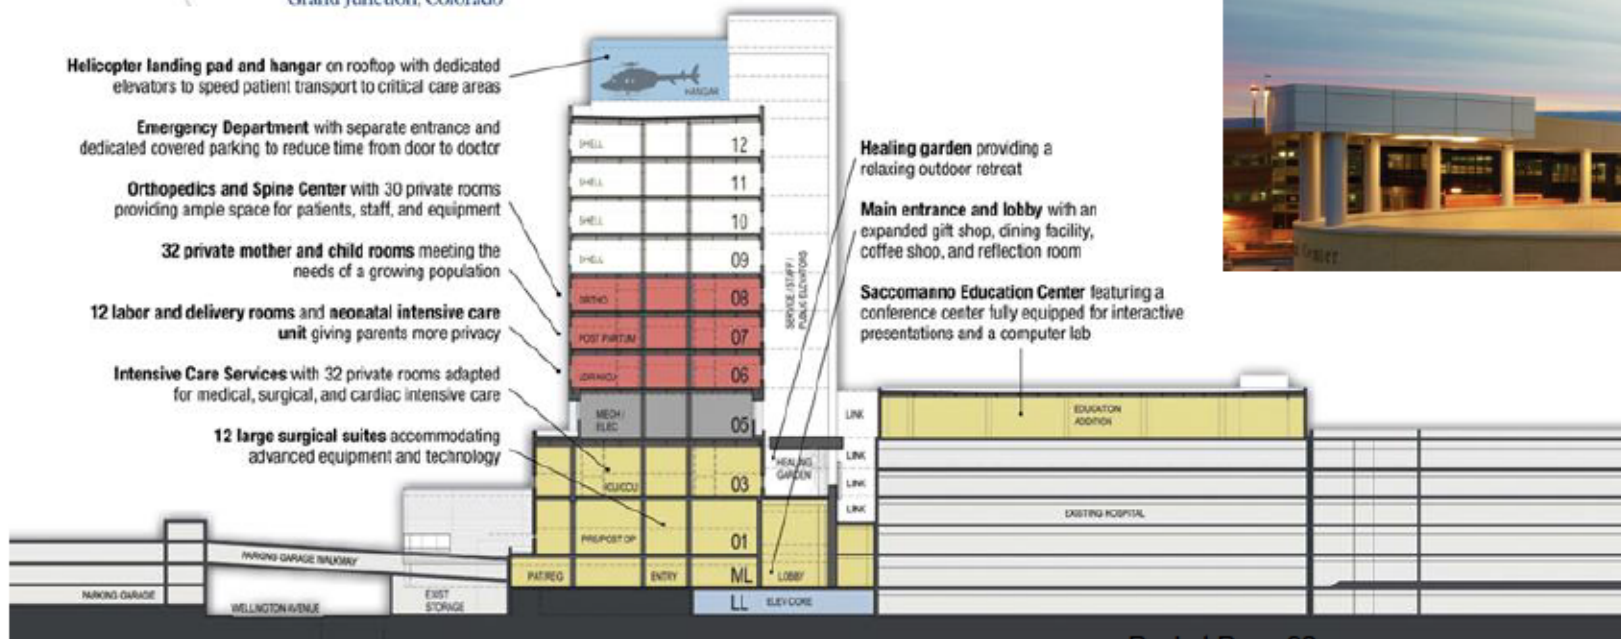 Grand Junction, Colorado
Helicopter landing pad and hangar on rooftop with dedicated
elevators to speed patient transport to critical care areas
Emergency Department with separate entrance and
dedicated covered parking to reduce time from door to doctor
Orthopedics and Spine Center with 30 private rooms
providing ample space for patients, staff, and equipment
32 private mother and child rooms meeting the
needs of a growing population
12 labor and delivery rooms and neonatal intensive care
unit giving parents more privacy
Intensive Care Services with 32 private rooms adapted
for medical, surgical, and cardiac intensive care
12 large surgical suites accommodating
advanced equipment and technology
HANGAR
SHELL 12
SHELL 11
SHELL 10
SHELL 09
ORTHO 08
POST PARTUM 07
06
MECH /
ELEC 05
ICU/CCU 03
PRE/POST OP 01
PAT/REG ENTRY ML LOBBY
LL ELEV CORE
SERVICE / STAFF /
PUBLIC ELEVATORS
Healing garden providing a
relaxing outdoor retreat
Main entrance and lobby with an
expanded gift shop, dining facility,
coffee shop, and reflection room
Saccomanno Education Center featuring a
conference center fully equipped for interactive
presentations and a computer lab
HEALING
GARDEN
LINK
LINK
LINK
LINK
EDUCATION
ADDITION
EXISTING HOSPITAL
PARKING GARAGE WALKWAY
PARKING GARAGE
WELLINGTON AVENUE
EXIST
STORAGE
Center